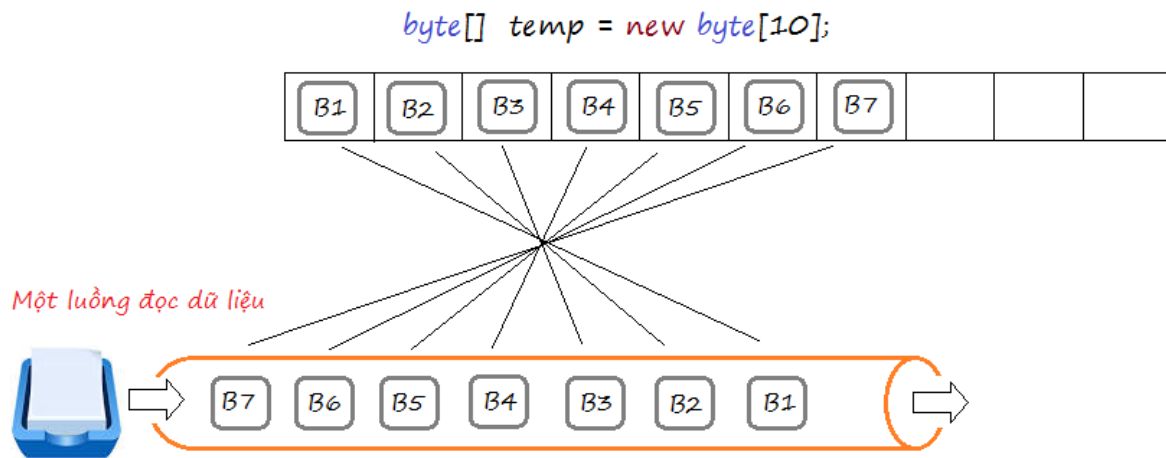 byte[] temp = new byte[10];
B1 B2 B3 B4 B5 B6 B7
Một luồng đọc dữ liệu
B7 B6 B5 B4 B3 B2 B1